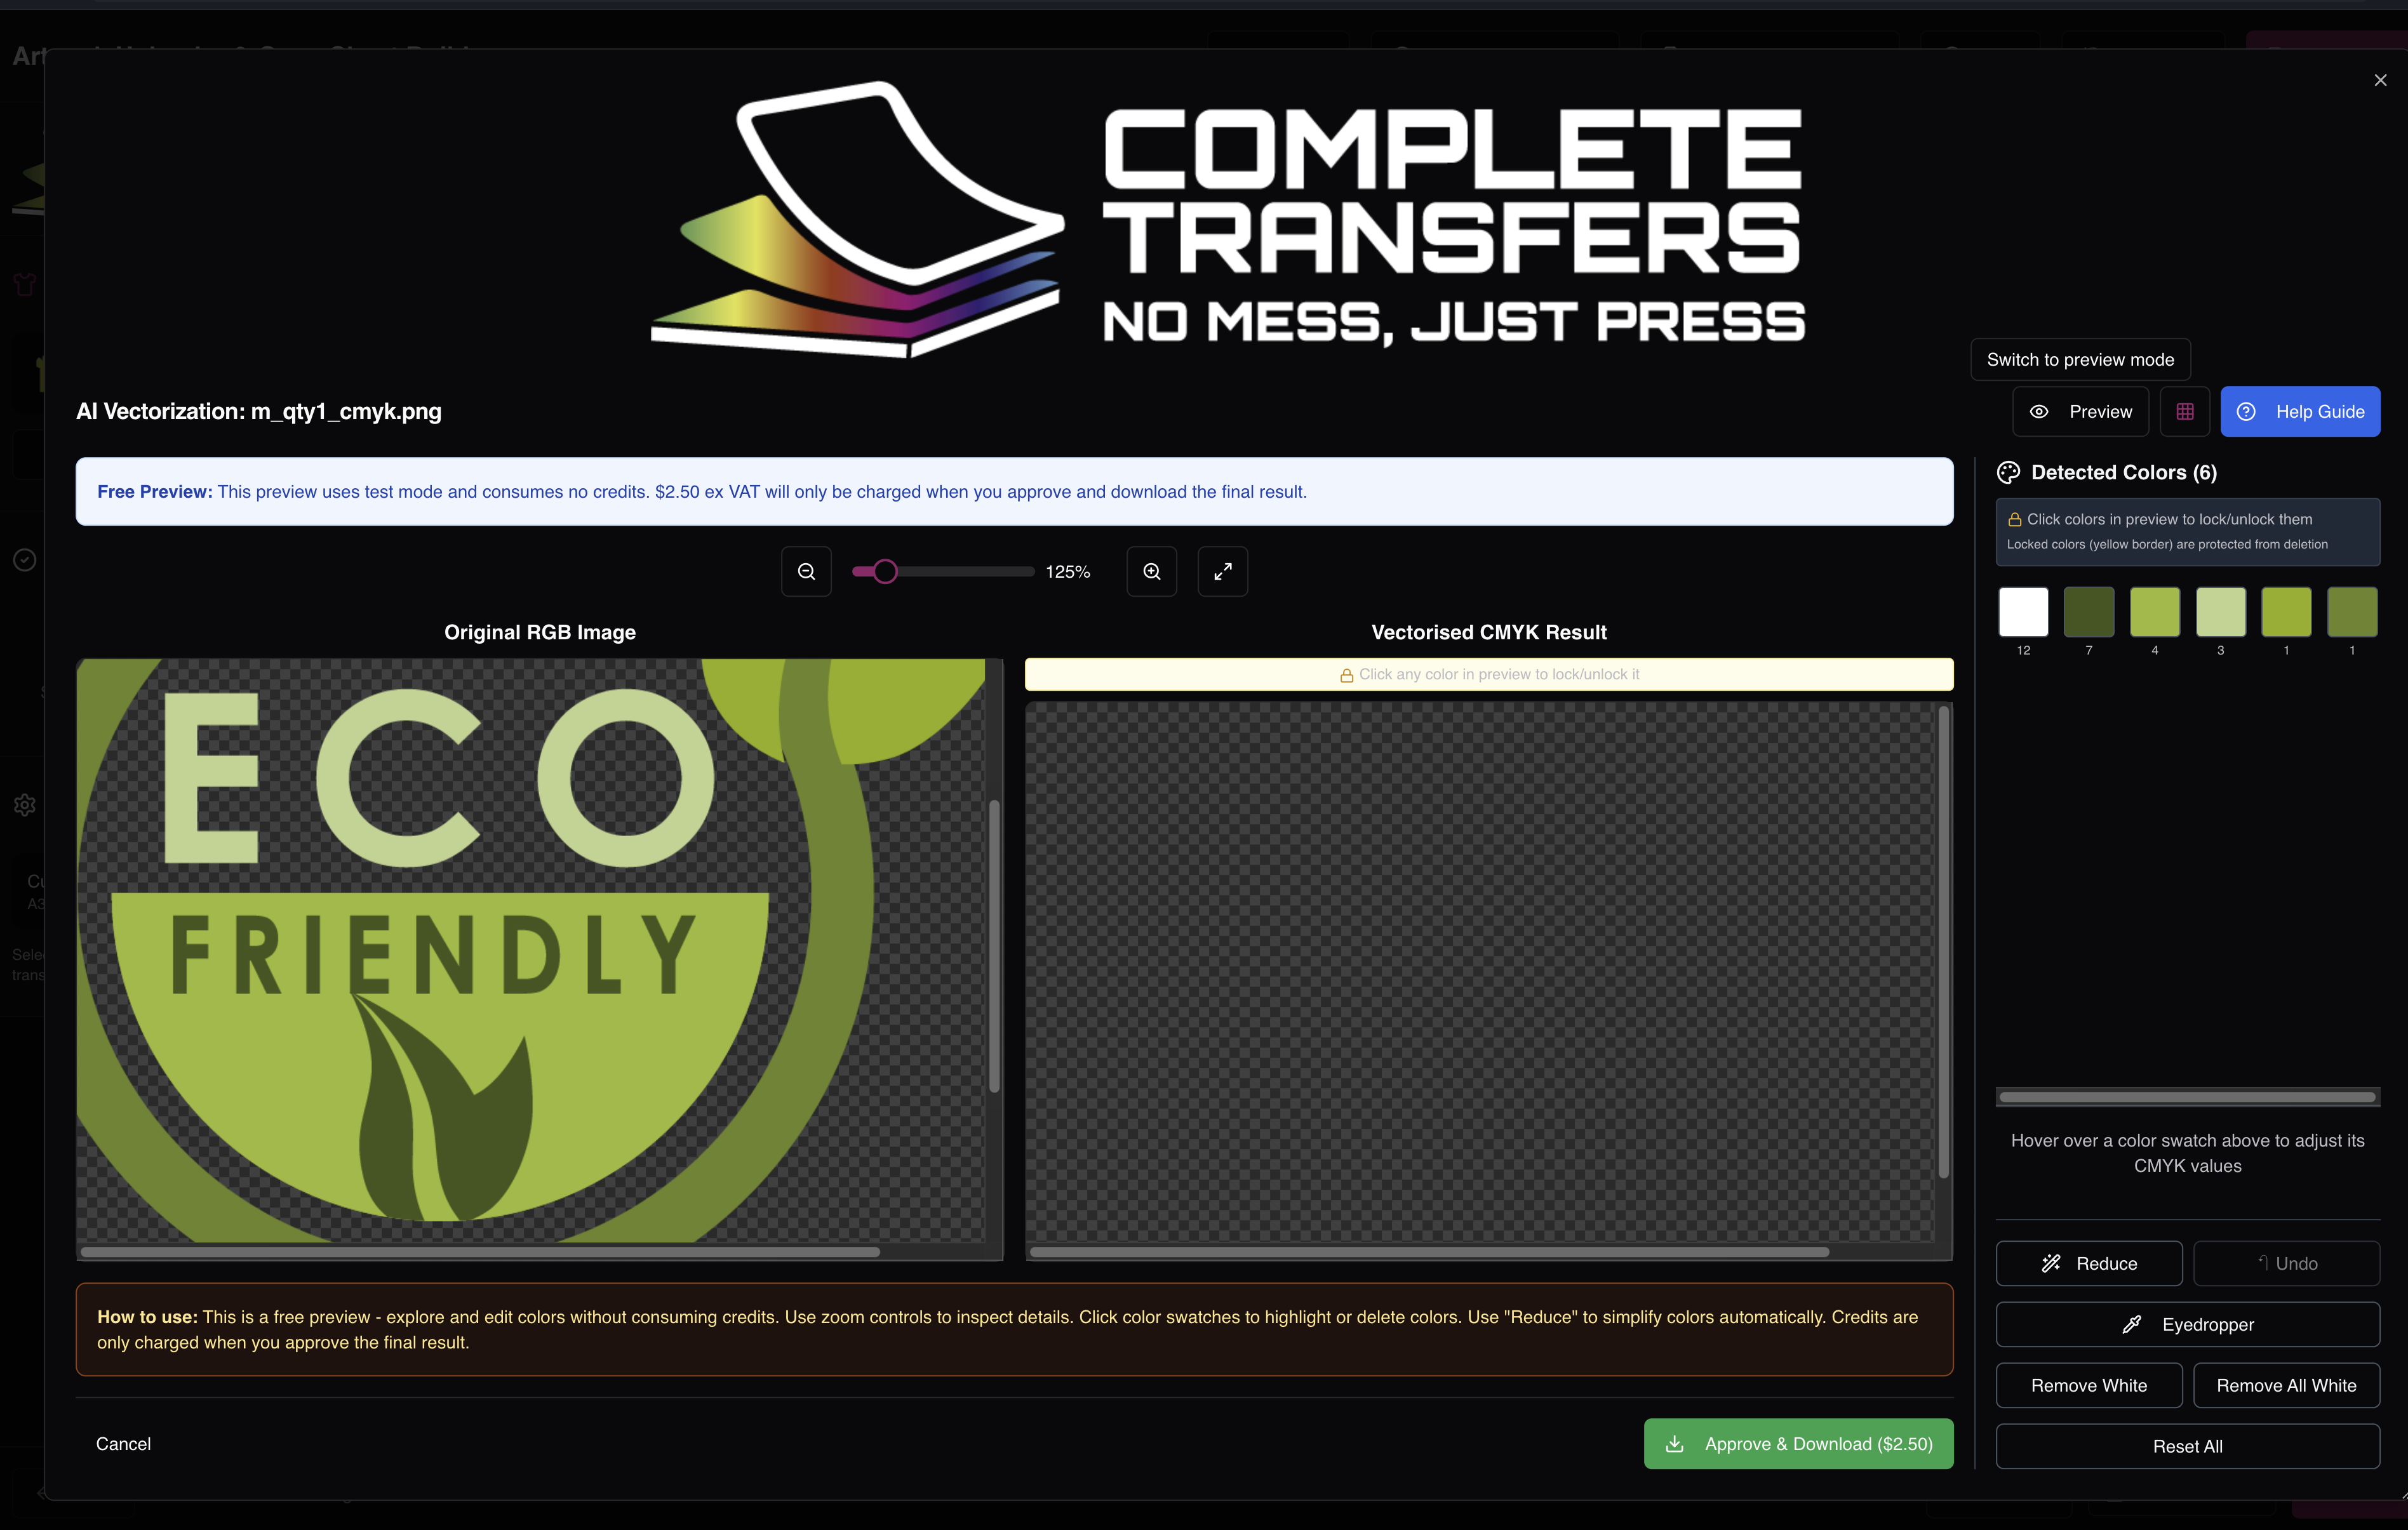 COMPLETE
TRANSFERS
NO MESS, JUST PRESS
Switch to preview mode
AI Vectorization: m_qty1_cmyk.png
Preview
Help Guide
Free Preview: This preview uses test mode and consumes no credits. $2.50 ex VAT will only be charged when you approve and download the final result.
Detected Colors (6)
Click colors in preview to lock/unlock them
Locked colors (yellow border) are protected from deletion
125%
12
7
4
3
1
1
Original RGB Image
Vectorised CMYK Result
Click any color in preview to lock/unlock it
ECO
FRIENDLY
Hover over a color swatch above to adjust its
CMYK values
Reduce
Undo
Eyedropper
Remove White
Remove All White
Reset All
How to use: This is a free preview - explore and edit colors without consuming credits. Use zoom controls to inspect details. Click color swatches to highlight or delete colors. Use "Reduce" to simplify colors automatically. Credits are
only charged when you approve the final result.
Cancel
Approve & Download ($2.50)